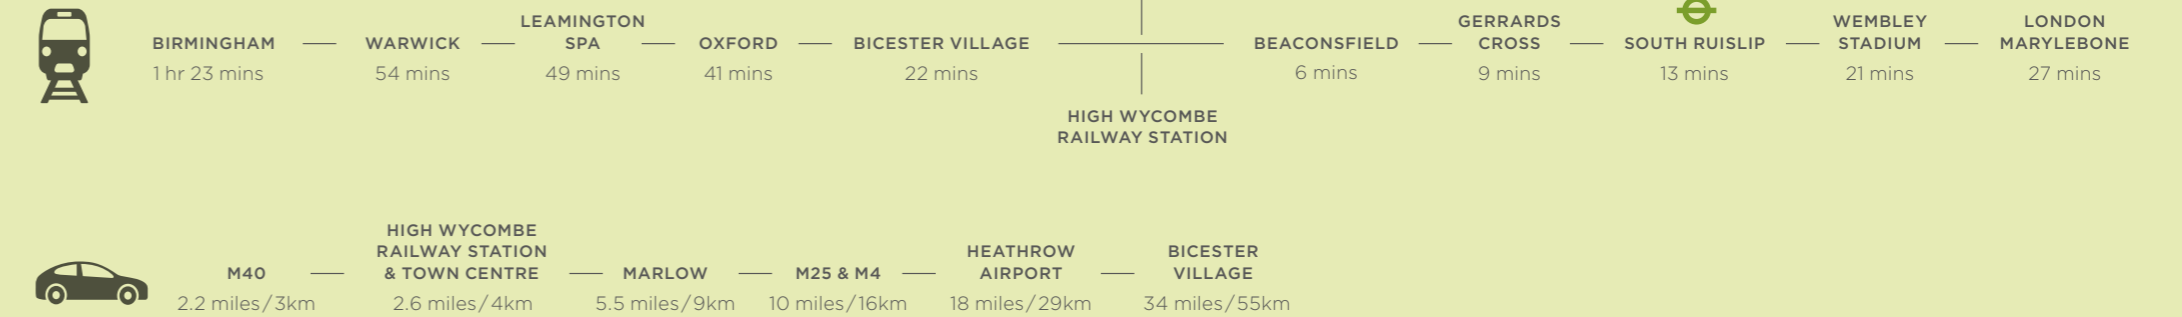 BIRMINGHAM
1 hr 23 mins
WARWICK
54 mins
LEAMINGTON
SPA
49 mins
OXFORD
41 mins
BICESTER VILLAGE
22 mins
HIGH WYCOMBE
RAILWAY STATION
BEACONSFIELD
6 mins
GERRARDS
CROSS
9 mins
SOUTH RUISLIP
13 mins
WEMBLEY
STADIUM
21 mins
LONDON
MARYLEBONE
27 mins
M40
2.2 miles/3km
HIGH WYCOMBE
RAILWAY STATION
& TOWN CENTRE
2.6 miles/4km
MARLOW
5.5 miles/9km
M25 & M4
10 miles/16km
HEATHROW
AIRPORT
18 miles/29km
BICESTER
VILLAGE
34 miles/55km